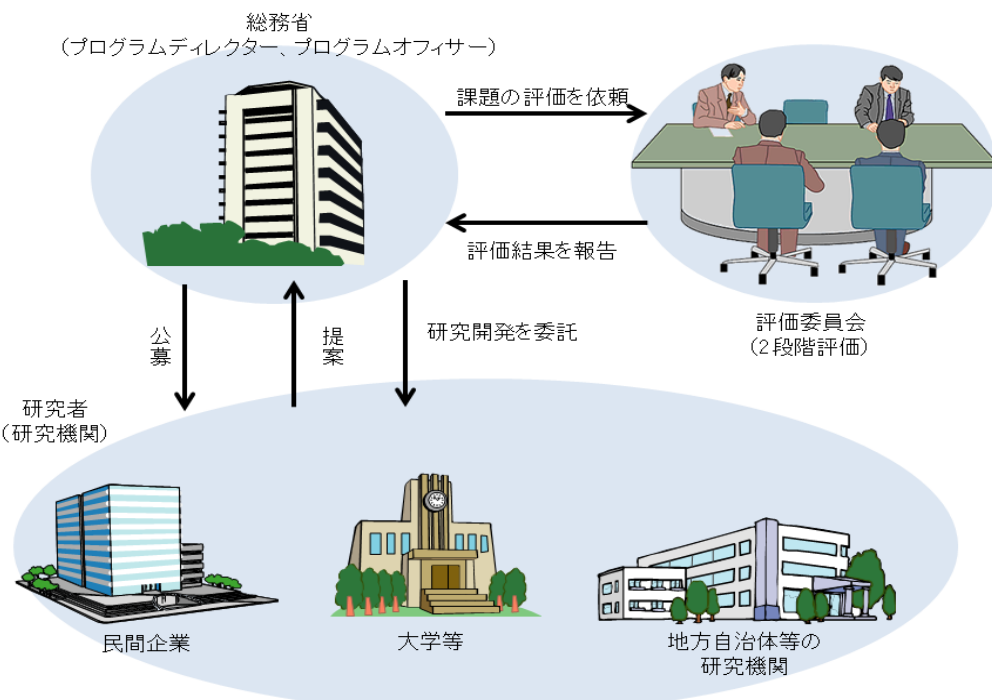 総務省
(プログラムディレクター、プログラムオフィサー)
課題の評価を依頼
評価結果を報告
評価委員会
(2段階評価)
公募
提案
研究開発を委託
研究者
(研究機関)
民間企業
大学等
地方自治体等の
研究機関